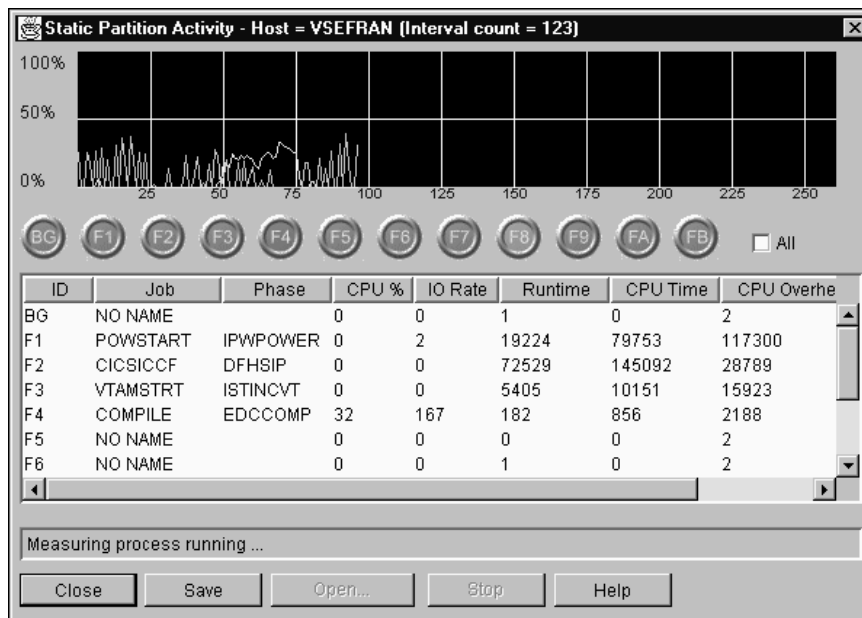 Static Partition Activity - Host = VSEFRAN (Interval count = 123)
100%
50%
0%
25 50 75 100 125 150 175 200 225 250
BG F1 F2 F3 F4 F5 F6 F7 F8 F9 FA FB All
ID Job Phase CPU % IO Rate Runtime CPU Time CPU Overhe
BG NO NAME 0 0 1 0 2
F1 POWSTART IPWPOWER 0 2 19224 79753 117300
F2 CICSICCF DFHSIP 0 0 72529 145092 28789
F3 VTAMSTRT ISTINCVT 0 0 5405 10151 15923
F4 COMPILE EDCCOMP 32 167 182 856 2188
F5 NO NAME 0 0 0 0 2
F6 NO NAME 0 0 1 0 2
Measuring process running ...
Close Save Open... Stop Help